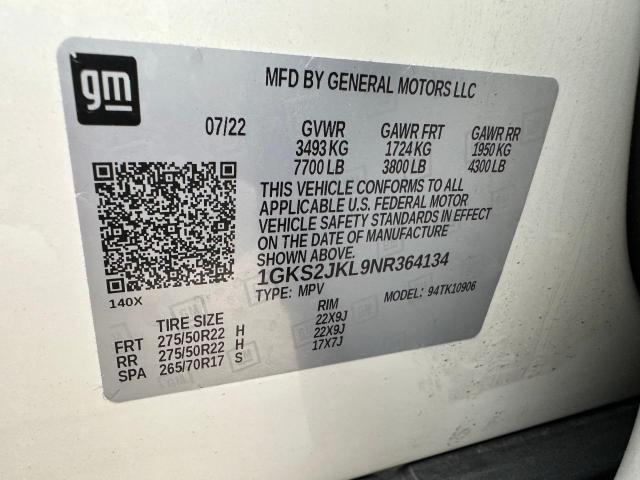 gm
MFD BY GENERAL MOTORS LLC
07/22 GVWR GAWR FRT GAWR RR
3493 KG 1724 KG 1950 KG
7700 LB 3800 LB 4300 LB
THIS VEHICLE CONFORMS TO ALL
APPLICABLE U.S. FEDERAL MOTOR
VEHICLE SAFETY STANDARDS IN EFFECT
ON THE DATE OF MANUFACTURE
SHOWN ABOVE.
1GKS2JKL9NR364134
140X TYPE: MPV MODEL: 94TK10906
TIRE SIZE RIM
FRT 275/50R22 H 22X9J
RR 275/50R22 H 22X9J
SPA 265/70R17 S 17X7J